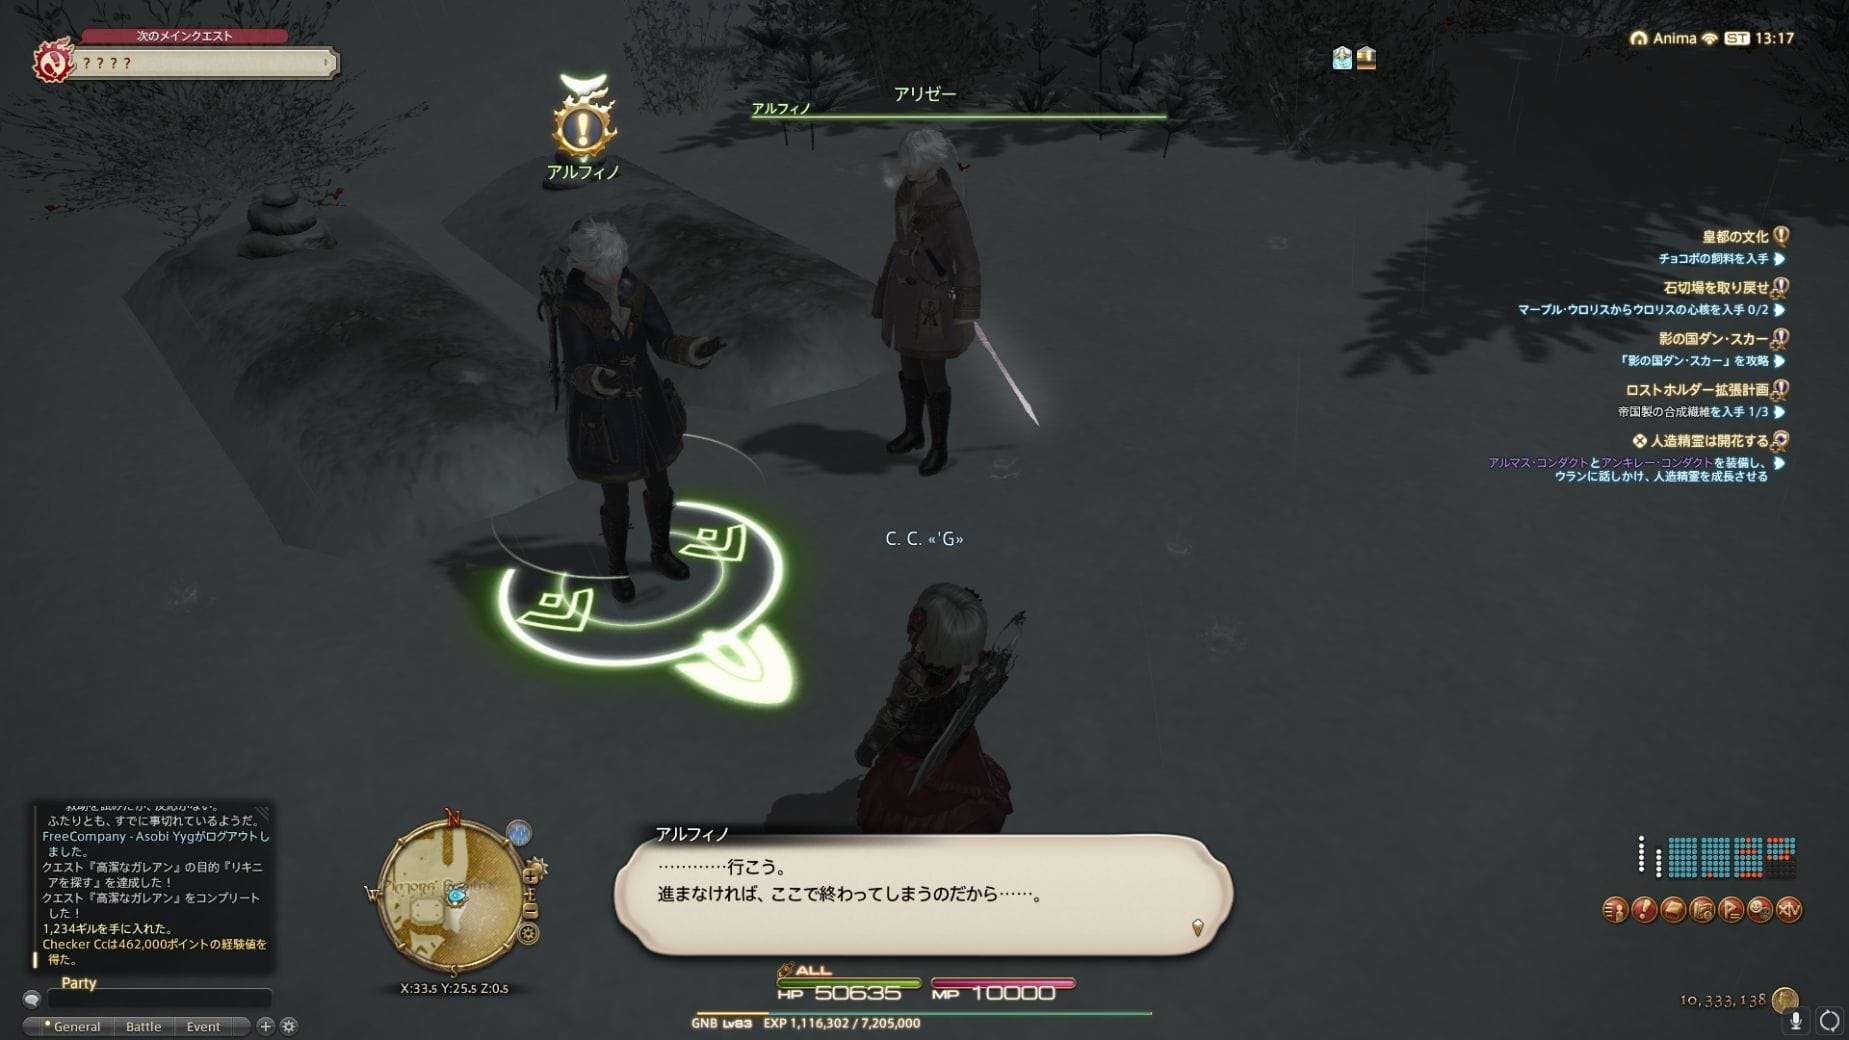 次のメインクエスト
????
Anima ST 13:17
アルフィノ
アリゼー
アルフィノ
皇都の文化
チョコボの飼料を入手
石切場を取り戻せ
マーブル・ウロリスからウロリスの心核を入手 0/2
影の国ダン・スカー
「影の国ダン・スカー」を攻略
ロストホルダー拡張計画
帝国製の合成繊維を入手 1/3
人造精霊は開花する
アルマス・コンダクトとアンキレー・コンダクトを装備し、
ウランに話しかけ、人造精霊を成長させる
C. C. «'G»
救助を試みたが、反応がない。
ふたりとも、すでに事切れているようだ。
FreeCompany - Asobi Yygがログアウトし
ました。
クエスト『高潔なガレアン』の目的『リキニ
アを探す』を達成した！
クエスト『高潔なガレアン』をコンプリート
した！
1,234ギルを手に入れた。
Checker Ccは462,000ポイントの経験値を
得た。
Party
General Battle Event
N
W
S
X:33.5 Y:25.5 Z:0.5
アルフィノ
…………行こう。
進まなければ、ここで終わってしまうのだから……。
ALL
HP 50635 MP 10000
GNB Lv83 EXP 1,116,302 / 7,205,000
XIV
10,333,138